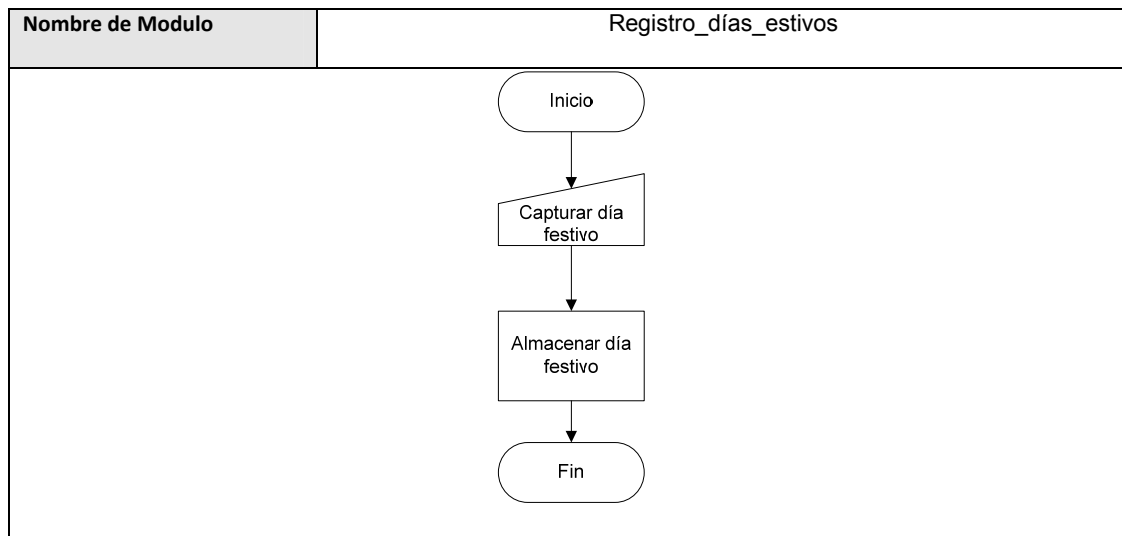 Nombre de Modulo
Registro_días_estivos
Inicio
Capturar día
festivo
Almacenar día
festivo
Fin